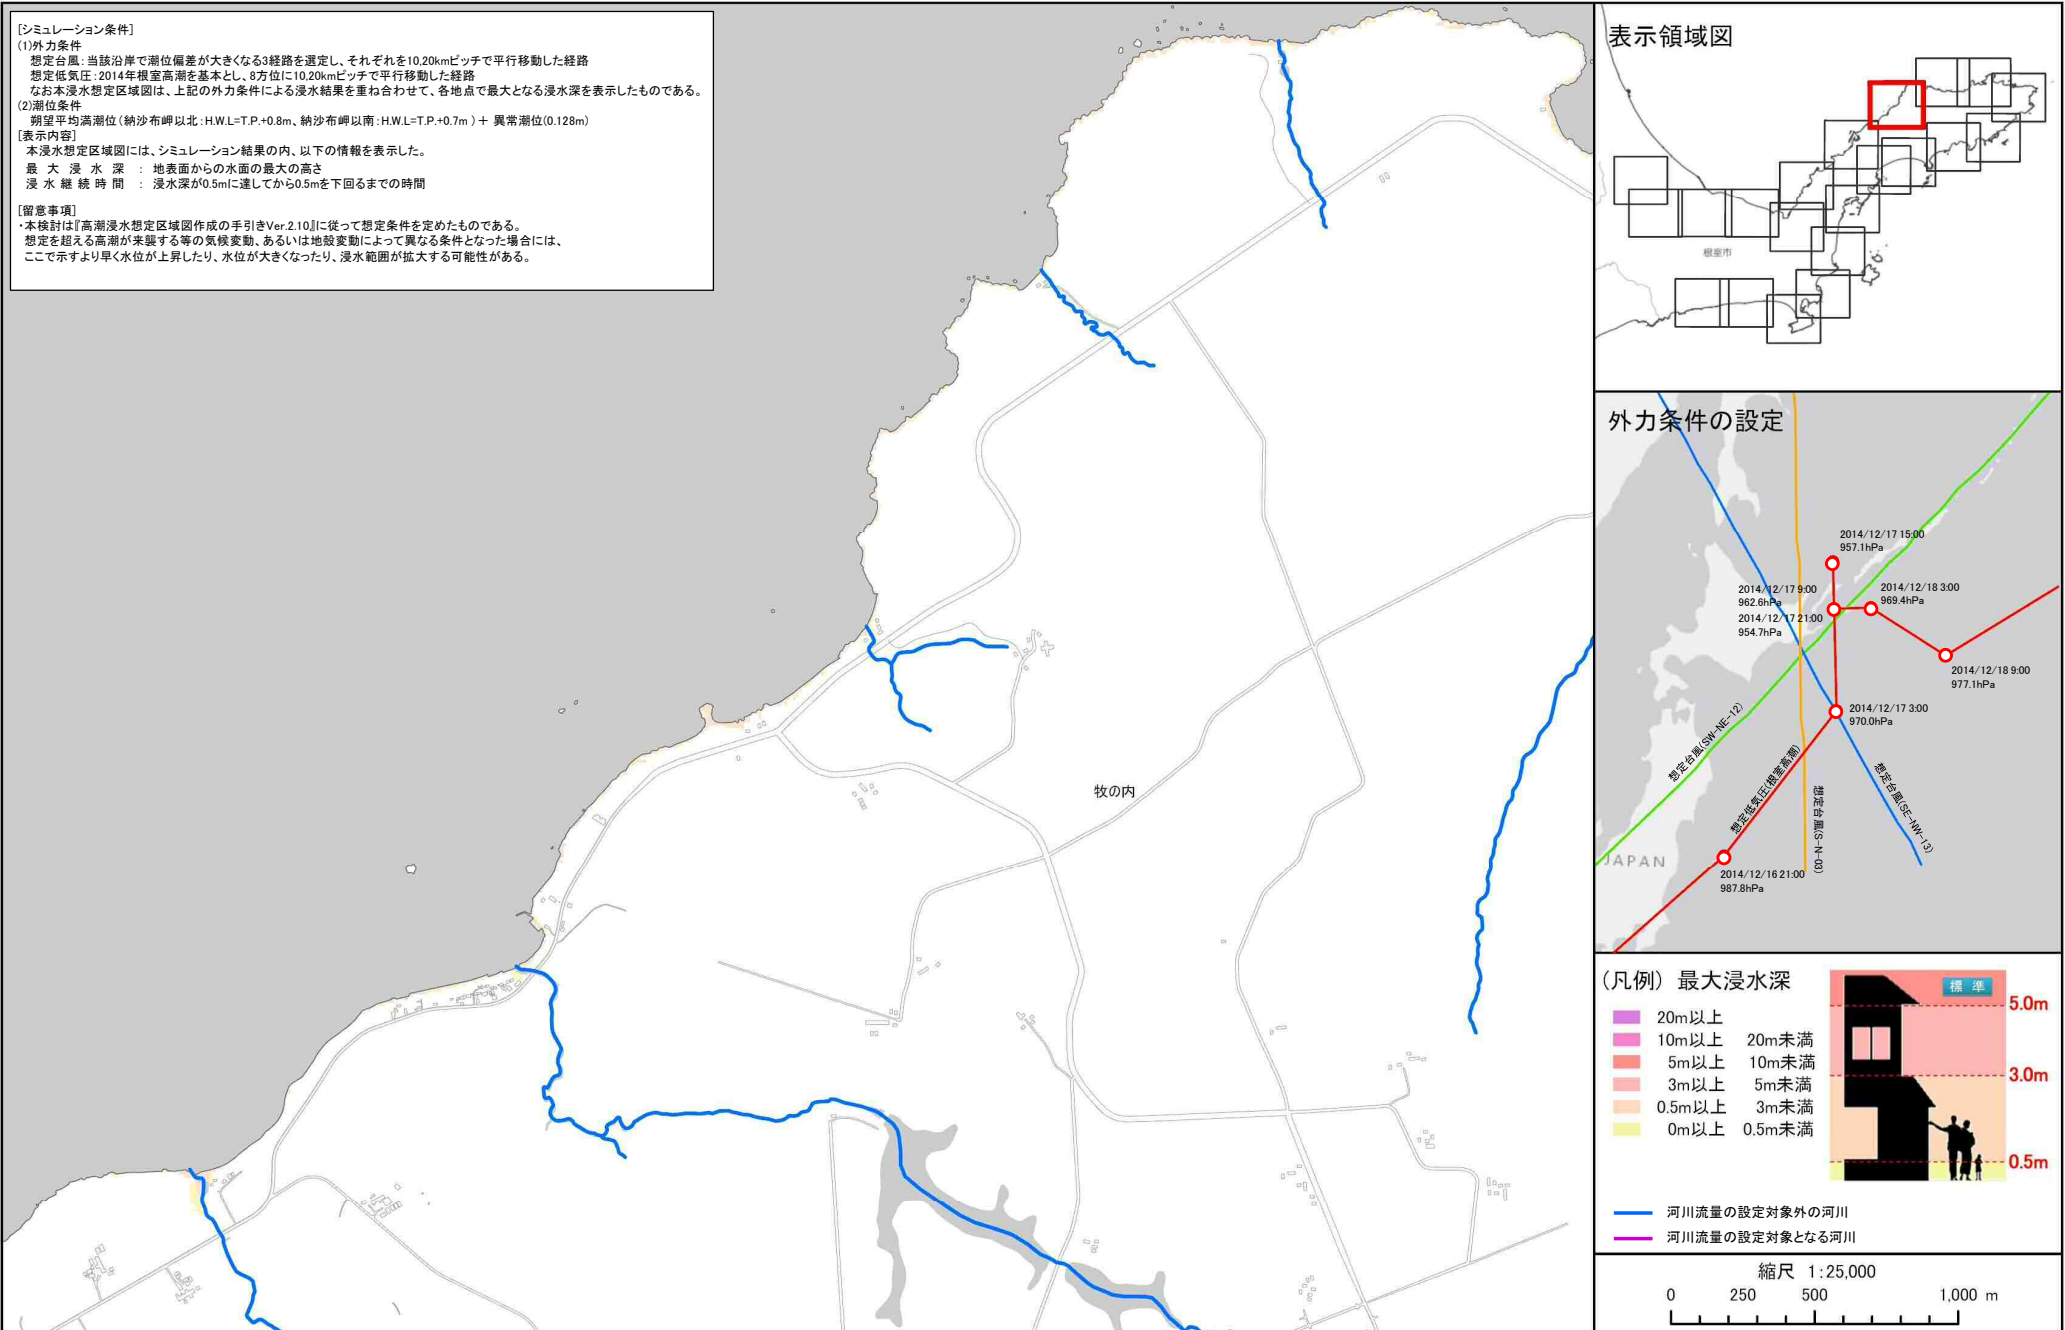 [シミュレーション条件]
(1)外力条件
想定台風：当該沿岸で潮位偏差が大きくなる3経路を選定し、それぞれを10,20kmピッチで平行移動した経路
想定低気圧：2014年根室高潮を基本とし、8方位に10,20kmピッチで平行移動した経路
なお本浸水想定区域図は、上記の外力条件による浸水結果を重ね合わせて、各地点で最大となる浸水深を表示したものである。
(2)潮位条件
朔望平均満潮位（納沙布岬以北：H.W.L=T.P.+0.8m、納沙布岬以南：H.W.L=T.P.+0.7m ）＋ 異常潮位(0.128m)
[表示内容]
本浸水想定区域図には、シミュレーション結果の内、以下の情報を表示した。
最大浸水深 ： 地表面からの水面の最大の高さ
浸水継続時間 ： 浸水深が0.5mに達してから0.5mを下回るまでの時間
[留意事項]
・本検討は『高潮浸水想定区域図作成の手引きVer.2.10』に従って想定条件を定めたものである。
想定を超える高潮が来襲する等の気候変動、あるいは地殻変動によって異なる条件となった場合には、
ここで示すより早く水位が上昇したり、水位が大きくなったり、浸水範囲が拡大する可能性がある。
牧の内
表示領域図
根室市
外力条件の設定
2014/12/17 15:00
957.1hPa
2014/12/17 9:00
962.6hPa
2014/12/17 21:00
954.7hPa
2014/12/18 3:00
969.4hPa
2014/12/18 9:00
977.1hPa
2014/12/17 3:00
970.0hPa
想定台風(SW-NE-12)
想定低気圧(根室高潮)
想定台風(S-N-03)
想定台風(SE-NW-13)
JAPAN
2014/12/16 21:00
987.8hPa
（凡例）最大浸水深
標 準
20m以上
10m以上 20m未満
5m以上 10m未満
3m以上 5m未満
0.5m以上 3m未満
0m以上 0.5m未満
5.0m
3.0m
0.5m
河川流量の設定対象外の河川
河川流量の設定対象となる河川
縮尺 1:25,000
0 250 500 1,000 m